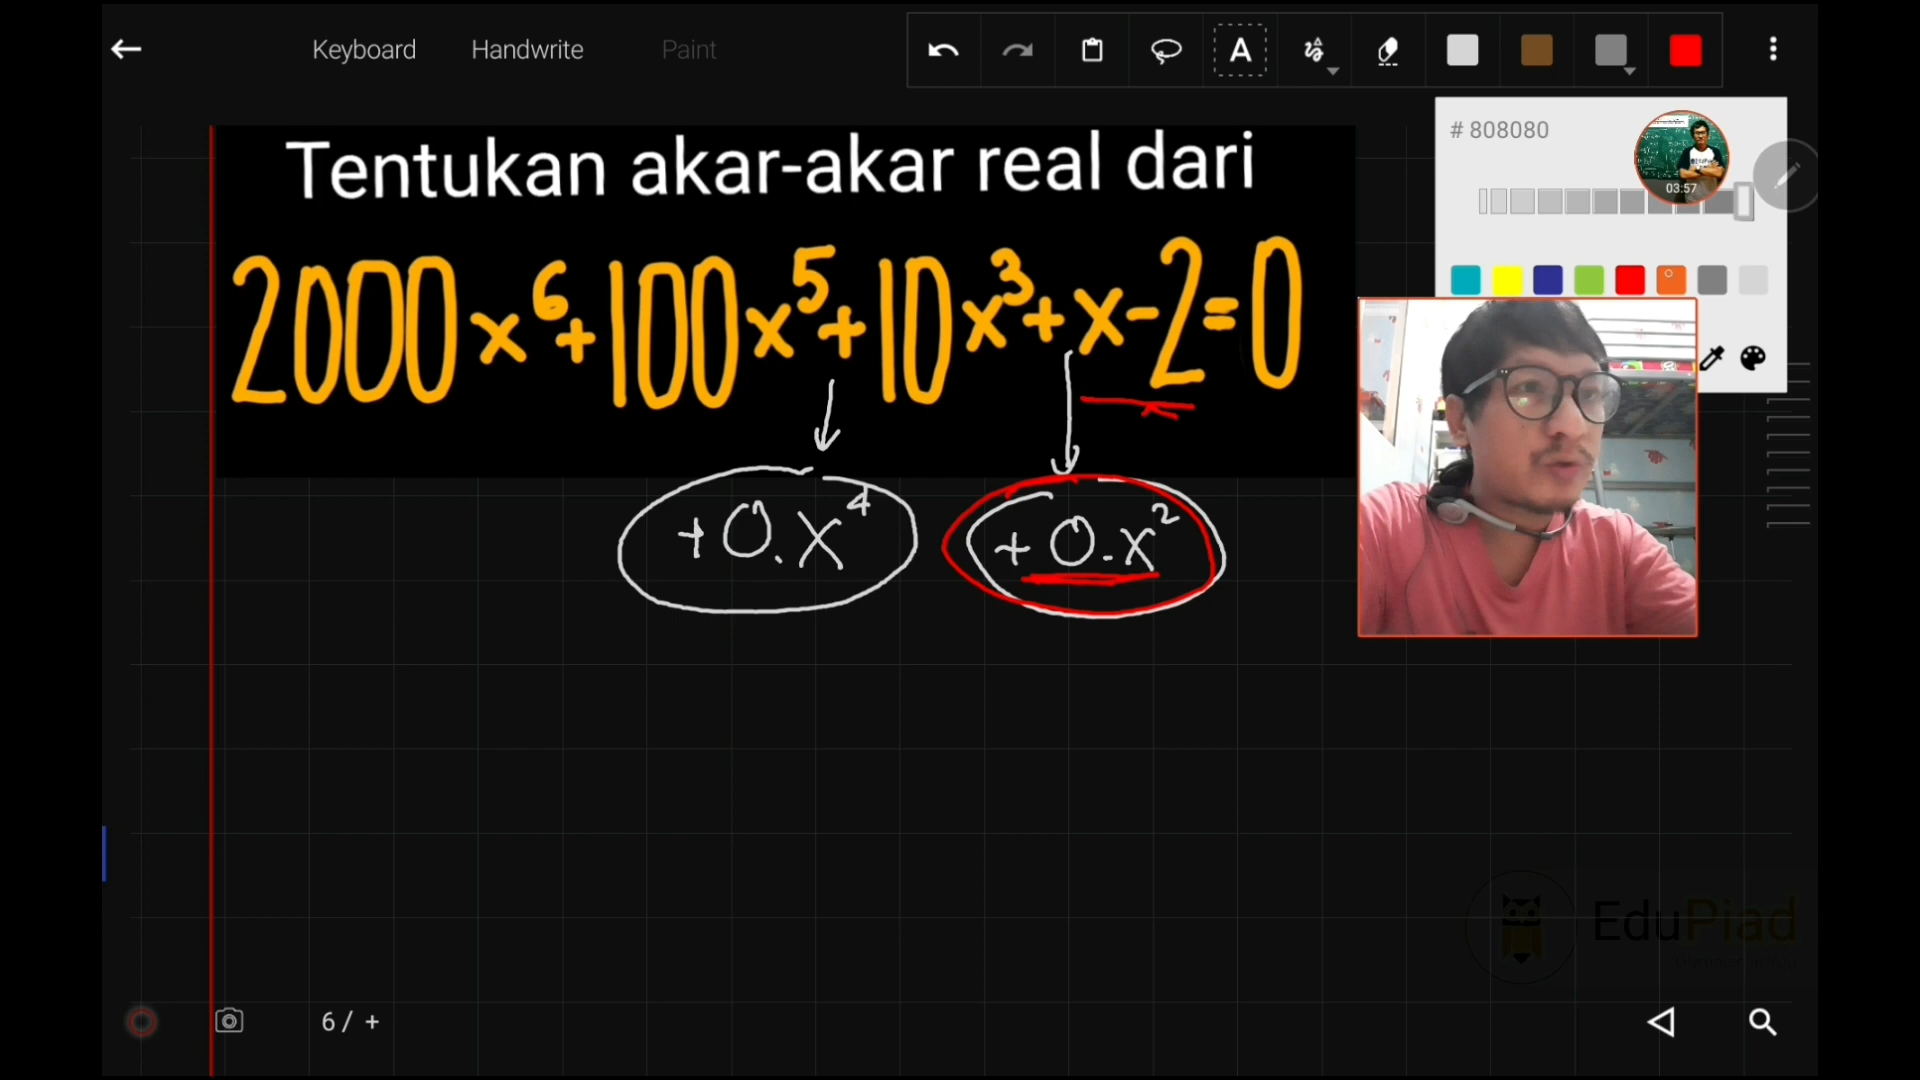 Keyboard Handwrite Paint A
# 808080
03:57
Tentukan akar-akar real dari
2000x⁶+100x⁵+10x³+x-2=0
+0.x⁴ +0.x²
EduPiad
6 / +